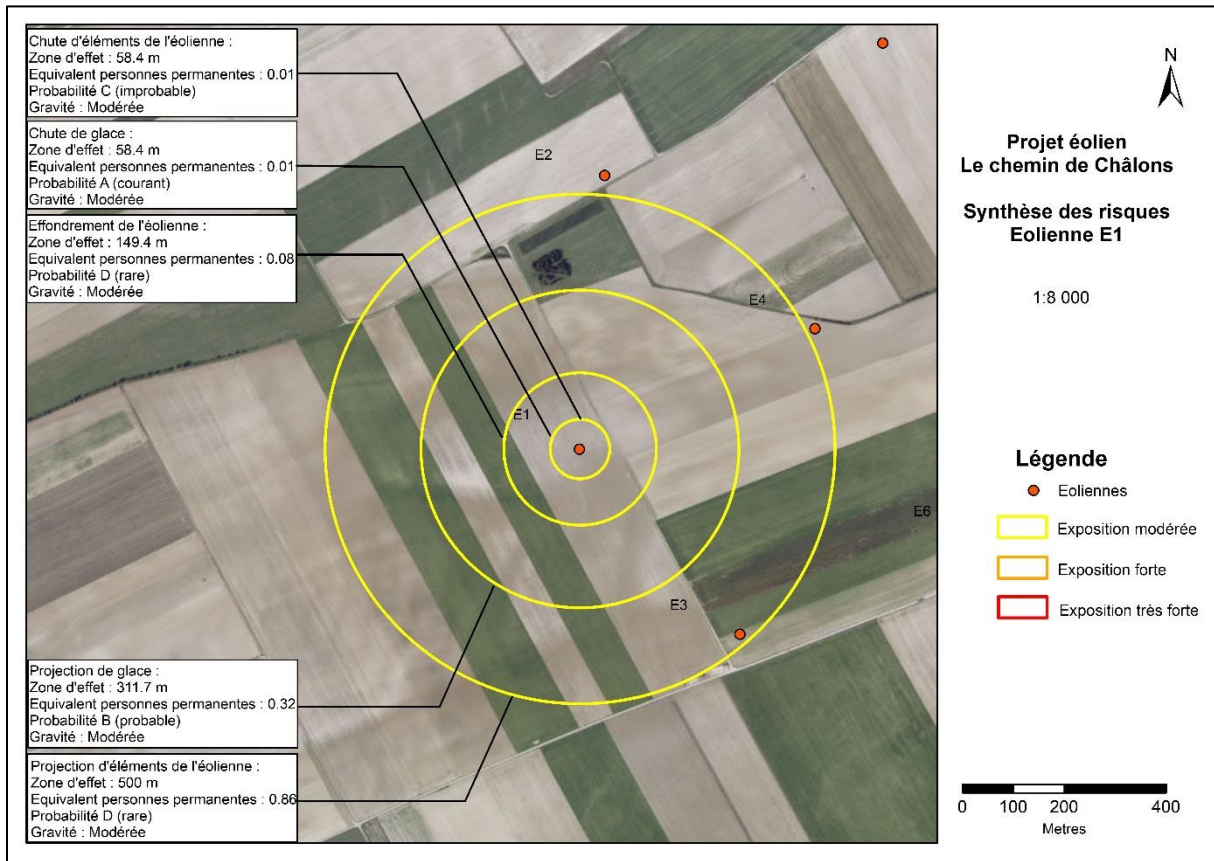 Chute d'éléments de l'éolienne :
Zone d'effet : 58.4 m
Equivalent personnes permanentes : 0.01
Probabilité C (improbable)
Gravité : Modérée
Chute de glace :
Zone d'effet : 58.4 m
Equivalent personnes permanentes : 0.01
Probabilité A (courant)
Gravité : Modérée
Effondrement de l'éolienne :
Zone d'effet : 149.4 m
Equivalent personnes permanentes : 0.08
Probabilité D (rare)
Gravité : Modérée
Projection de glace :
Zone d'effet : 311.7 m
Equivalent personnes permanentes : 0.32
Probabilité B (probable)
Gravité : Modérée
Projection d'éléments de l'éolienne :
Zone d'effet : 500 m
Equivalent personnes permanentes : 0.86
Probabilité D (rare)
Gravité : Modérée
E2
E4
E1
E6
E3
N
Projet éolien
Le chemin de Châlons
Synthèse des risques
Eolienne E1
1:8 000
Légende
Eoliennes
Exposition modérée
Exposition forte
Exposition très forte
0 100 200 400
Metres